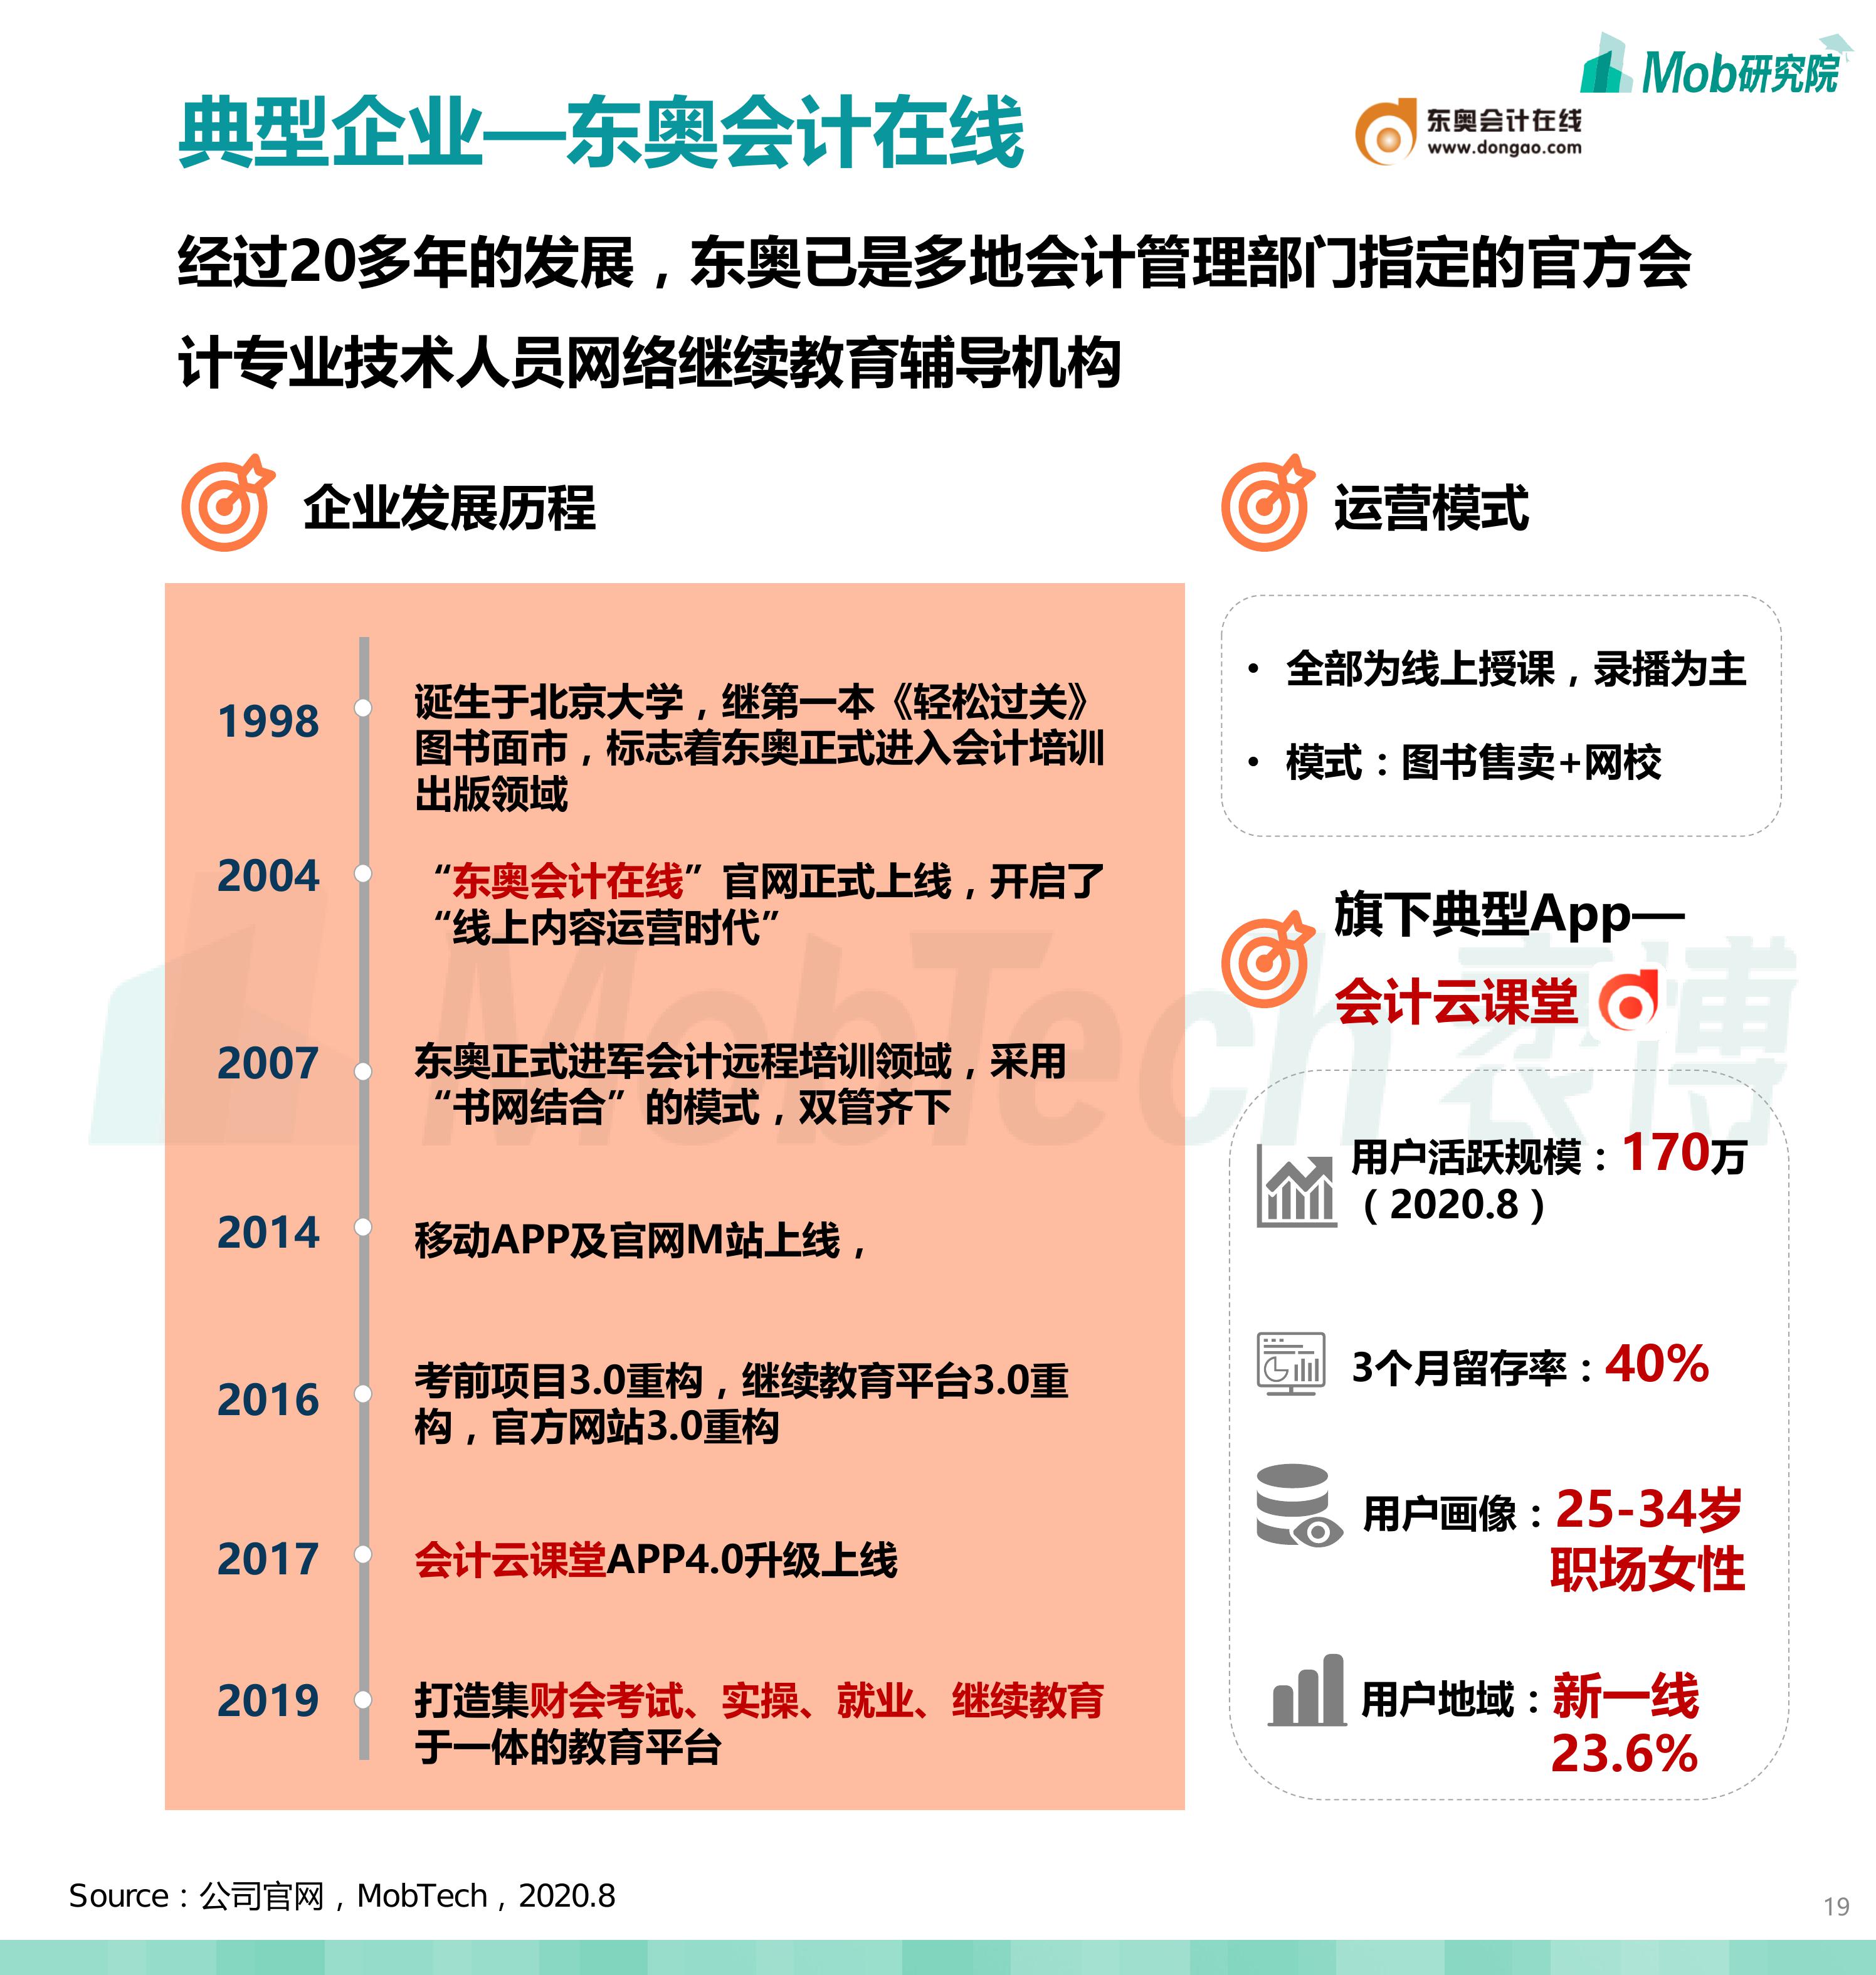 Mob研究院
典型企业—东奥会计在线
东奥会计在线
www.dongao.com
经过20多年的发展，东奥已是多地会计管理部门指定的官方会
计专业技术人员网络继续教育辅导机构
企业发展历程
1998
诞生于北京大学，继第一本《轻松过关》
图书面市，标志着东奥正式进入会计培训
出版领域
2004
“东奥会计在线”官网正式上线，开启了
“线上内容运营时代”
2007
东奥正式进军会计远程培训领域，采用
“书网结合”的模式，双管齐下
2014
移动APP及官网M站上线，
2016
考前项目3.0重构，继续教育平台3.0重
构，官方网站3.0重构
2017
会计云课堂APP4.0升级上线
2019
打造集财会考试、实操、就业、继续教育
于一体的教育平台
运营模式
• 全部为线上授课，录播为主
• 模式：图书售卖+网校
旗下典型App—
会计云课堂
用户活跃规模：170万
（2020.8）
3个月留存率：40%
用户画像：25-34岁
职场女性
用户地域：新一线
23.6%
MobTech袤博
Source：公司官网，MobTech，2020.8
19